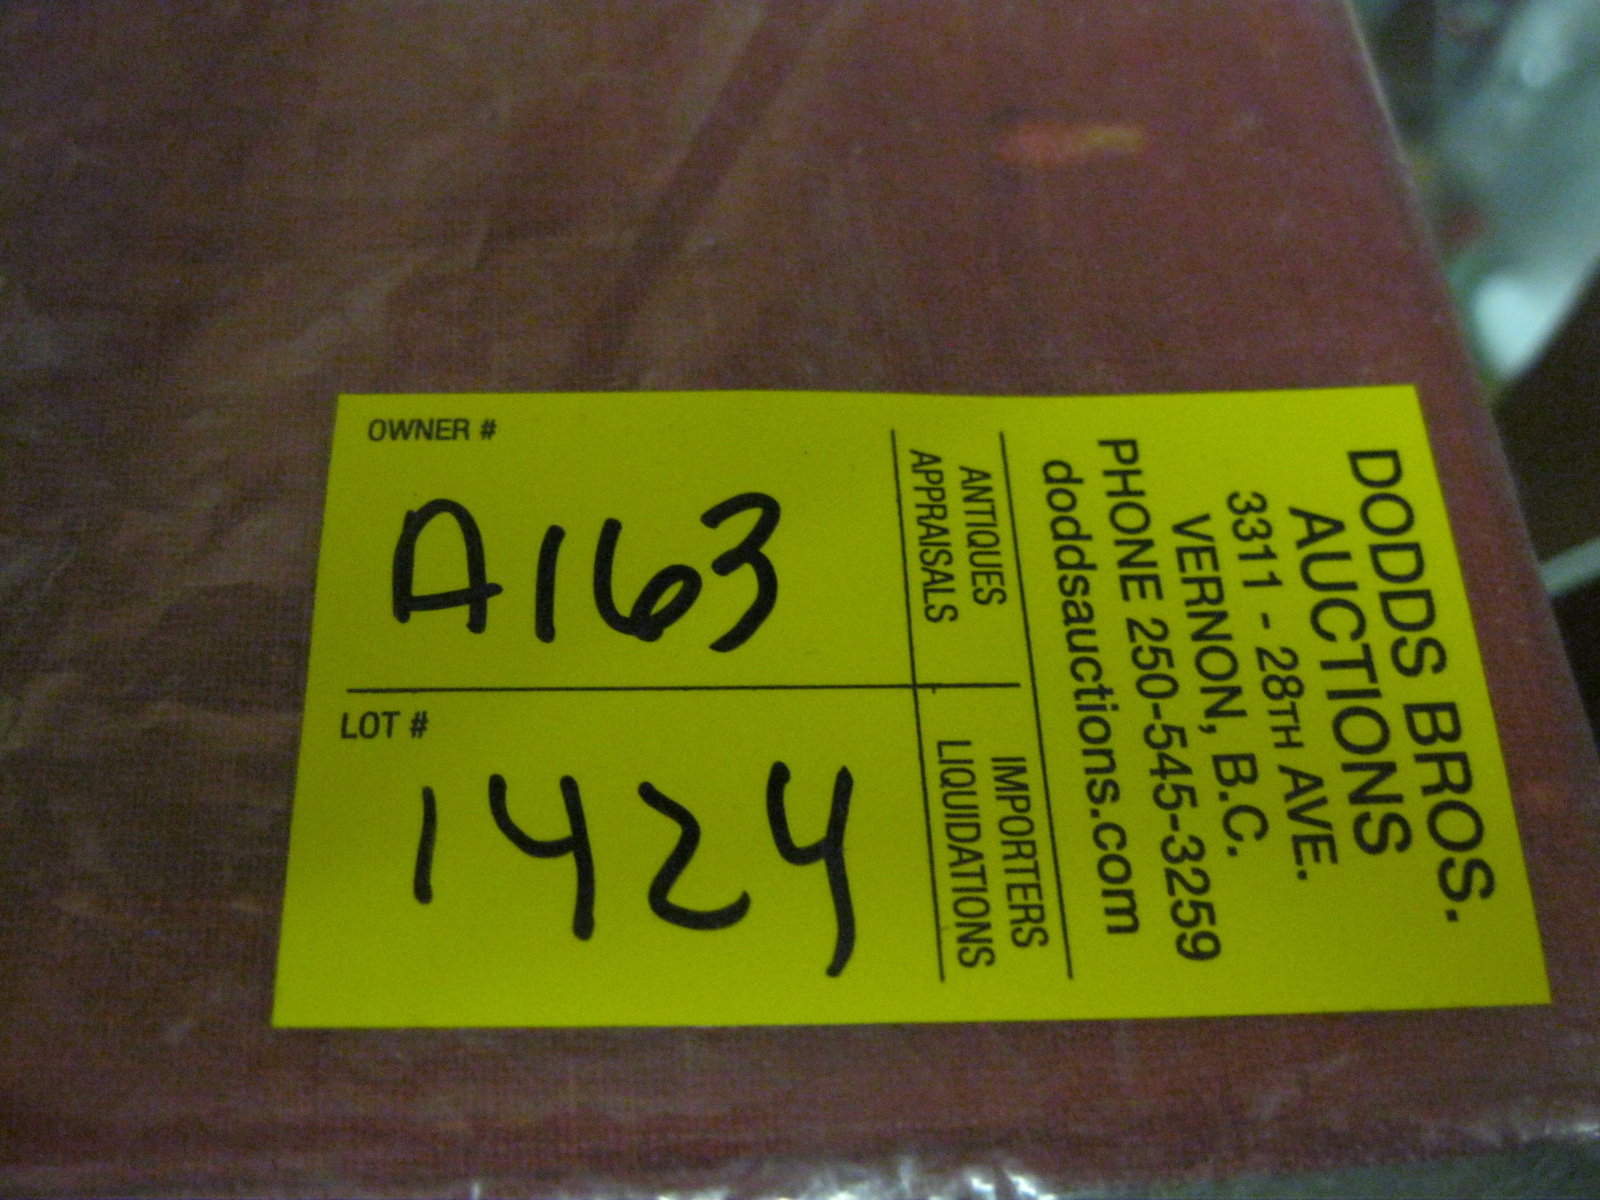 OWNER #
A163
LOT #
1424
ANTIQUES
APPRAISALS
IMPORTERS
LIQUIDATIONS
DODDS BROS.
AUCTIONS
3311 - 28TH AVE.
VERNON, B.C.
PHONE 250-545-3259
doddsauctions.com